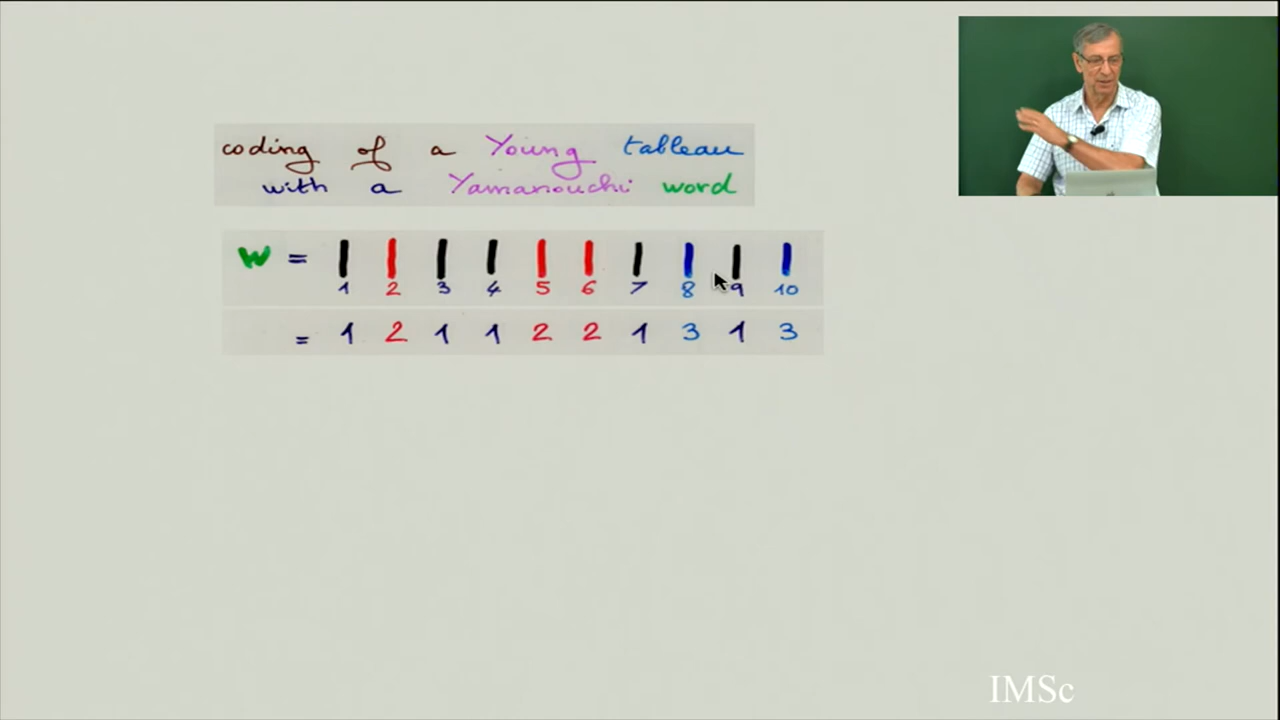 coding of a Young tableau
with a Yamanouchi word
w = | | | | | | | | | |
1 2 3 4 5 6 7 8 9 10
= 1 2 1 1 2 2 1 3 1 3
IMSc